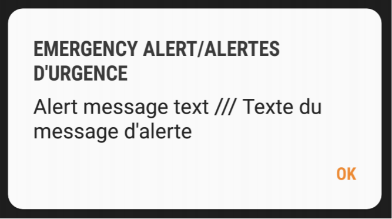 EMERGENCY ALERT/ALERTES
D'URGENCE
Alert message text /// Texte du
message d'alerte
OK